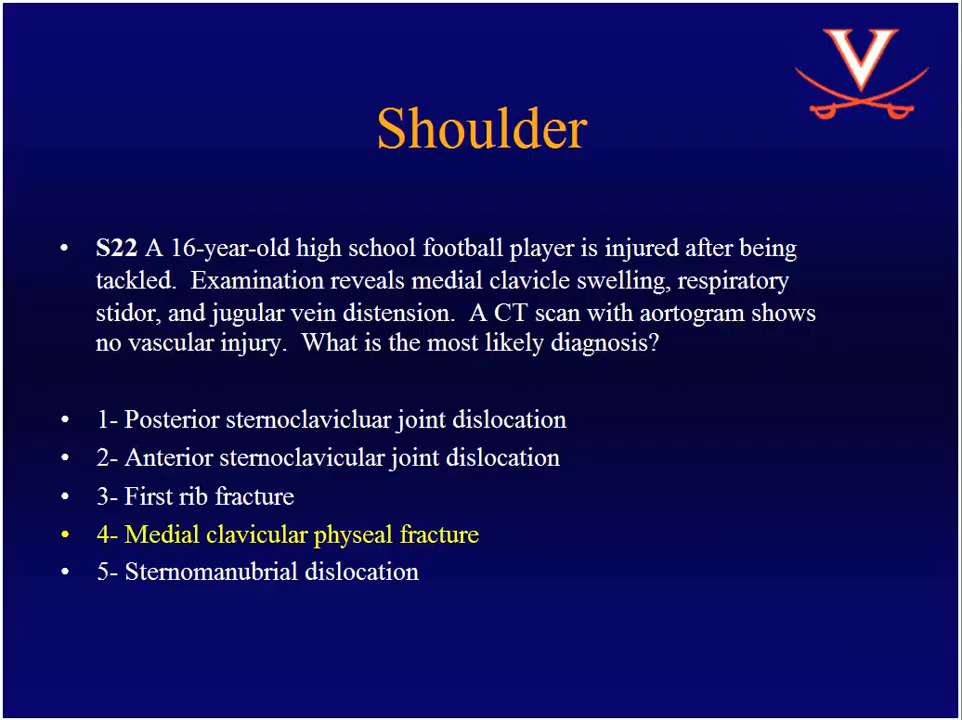 V
Shoulder
• S22 A 16-year-old high school football player is injured after being
tackled.  Examination reveals medial clavicle swelling, respiratory
stidor, and jugular vein distension.  A CT scan with aortogram shows
no vascular injury.  What is the most likely diagnosis?
• 1- Posterior sternoclavicluar joint dislocation
• 2- Anterior sternoclavicular joint dislocation
• 3- First rib fracture
• 4- Medial clavicular physeal fracture
• 5- Sternomanubrial dislocation